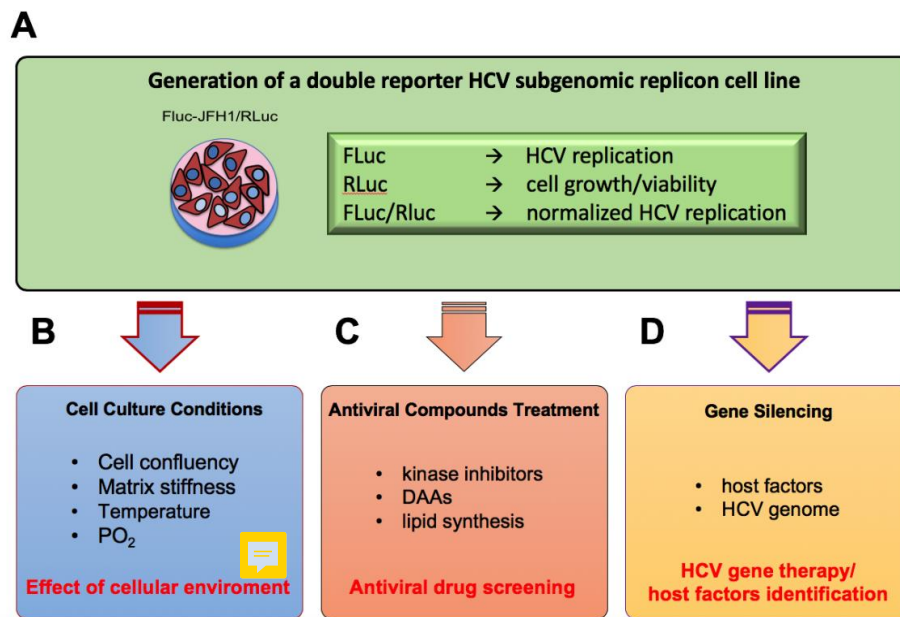 A
Generation of a double reporter HCV subgenomic replicon cell line
Fluc-JFH1/RLuc
FLuc → HCV replication
RLuc → cell growth/viability
FLuc/Rluc → normalized HCV replication
B
Cell Culture Conditions
• Cell confluency
• Matrix stiffness
• Temperature
• PO₂
Effect of cellular enviroment
C
Antiviral Compounds Treatment
• kinase inhibitors
• DAAs
• lipid synthesis
Antiviral drug screening
D
Gene Silencing
• host factors
• HCV genome
HCV gene therapy/
host factors identification